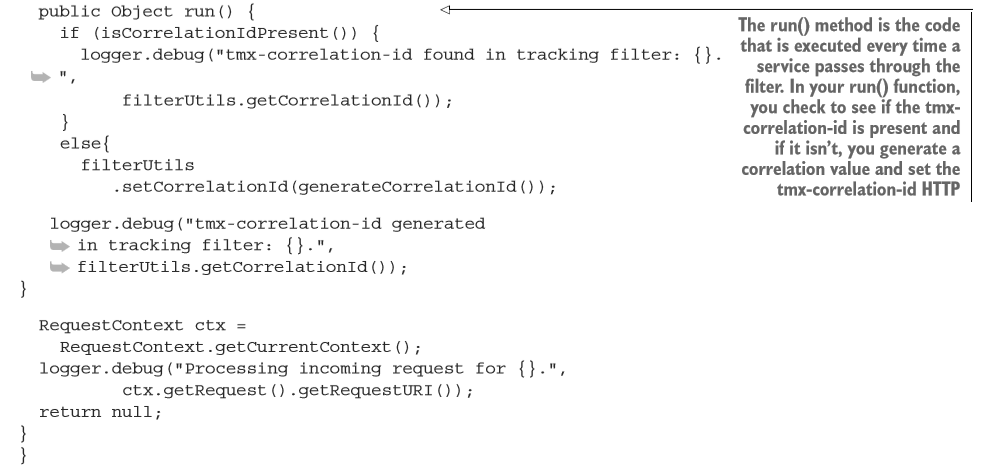 public Object run() {
if (isCorrelationIdPresent()) {
logger.debug("tmx-correlation-id found in tracking filter: {}.
",
filterUtils.getCorrelationId());
}
else{
filterUtils
.setCorrelationId(generateCorrelationId());
logger.debug("tmx-correlation-id generated
in tracking filter: {}.",
filterUtils.getCorrelationId());
}
RequestContext ctx =
RequestContext.getCurrentContext();
logger.debug("Processing incoming request for {}.",
ctx.getRequest().getRequestURI());
return null;
}
}
The run() method is the code
that is executed every time a
service passes through the
filter. In your run() function,
you check to see if the tmx-
correlation-id is present and
if it isn’t, you generate a
correlation value and set the
tmx-correlation-id HTTP